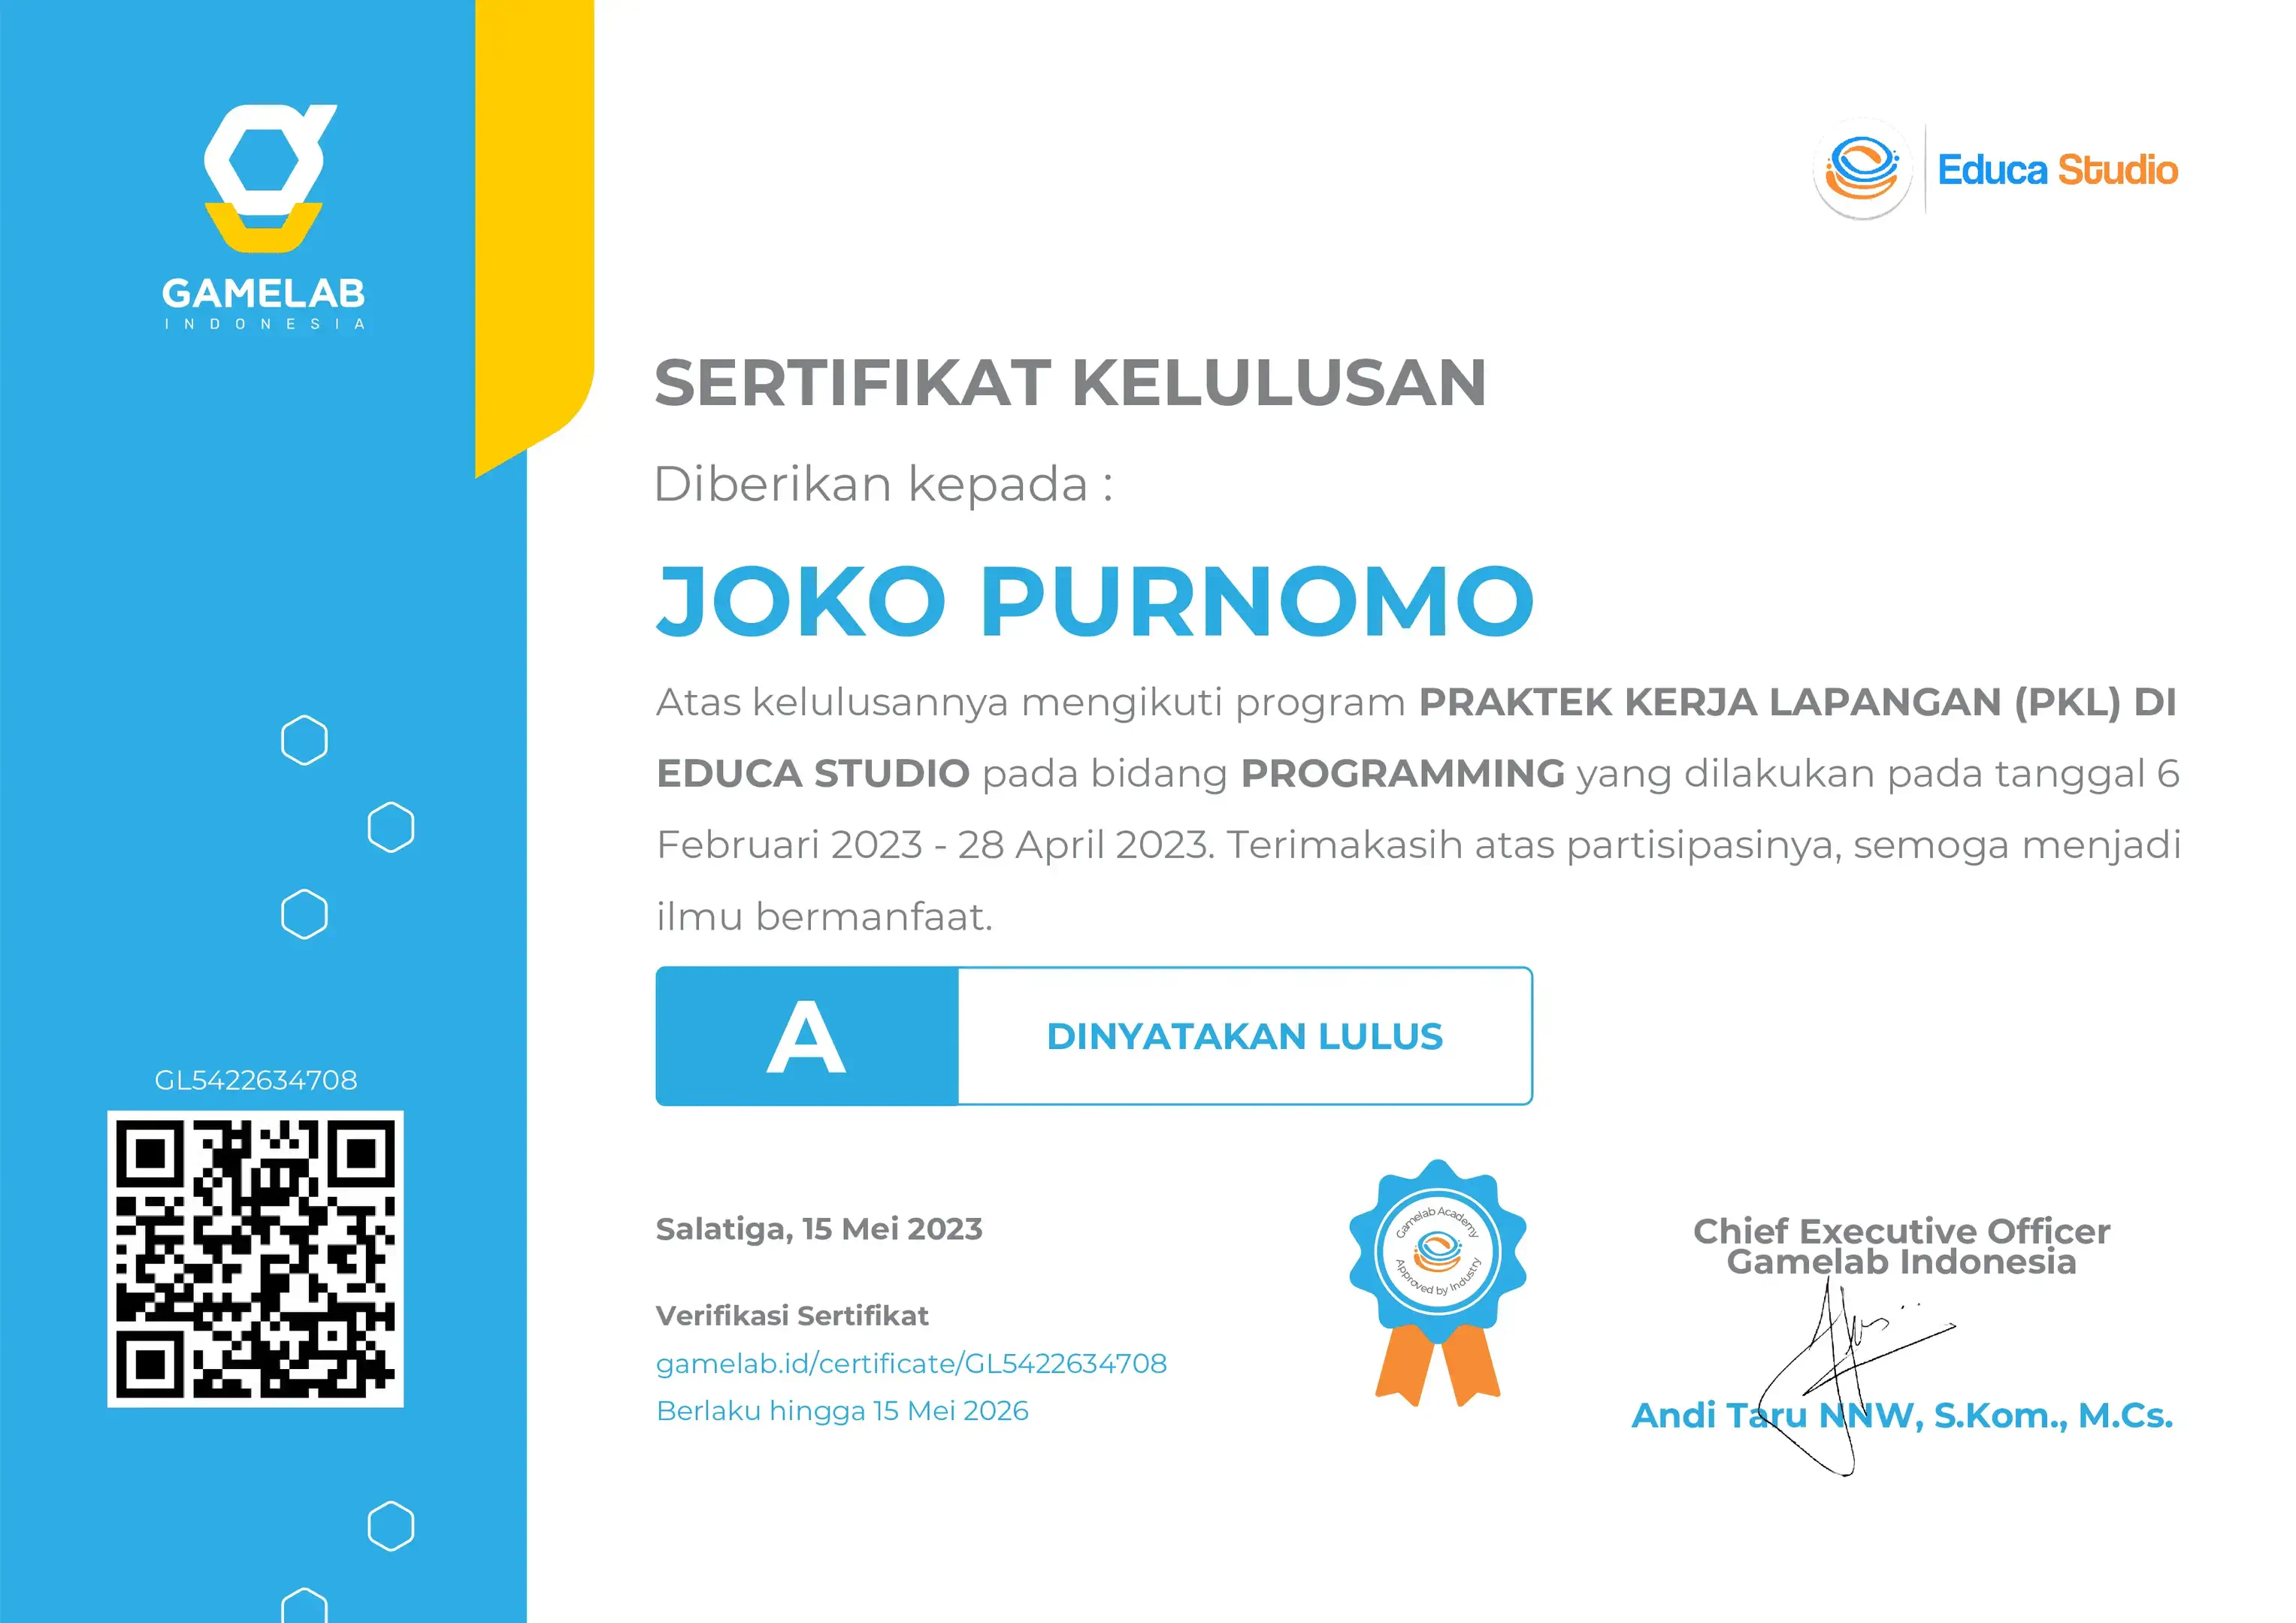 GAMELAB
INDONESIA
Educa Studio
SERTIFIKAT KELULUSAN
Diberikan kepada :
JOKO PURNOMO
Atas kelulusannya mengikuti program PRAKTEK KERJA LAPANGAN (PKL) DI
EDUCA STUDIO pada bidang PROGRAMMING yang dilakukan pada tanggal 6
Februari 2023 - 28 April 2023. Terimakasih atas partisipasinya, semoga menjadi
ilmu bermanfaat.
A
DINYATAKAN LULUS
GL5422634708
Salatiga, 15 Mei 2023
Verifikasi Sertifikat
gamelab.id/certificate/GL5422634708
Berlaku hingga 15 Mei 2026
Gamelab Academy
Approved by Industry
Chief Executive Officer
Gamelab Indonesia
Andi Taru NNW, S.Kom., M.Cs.